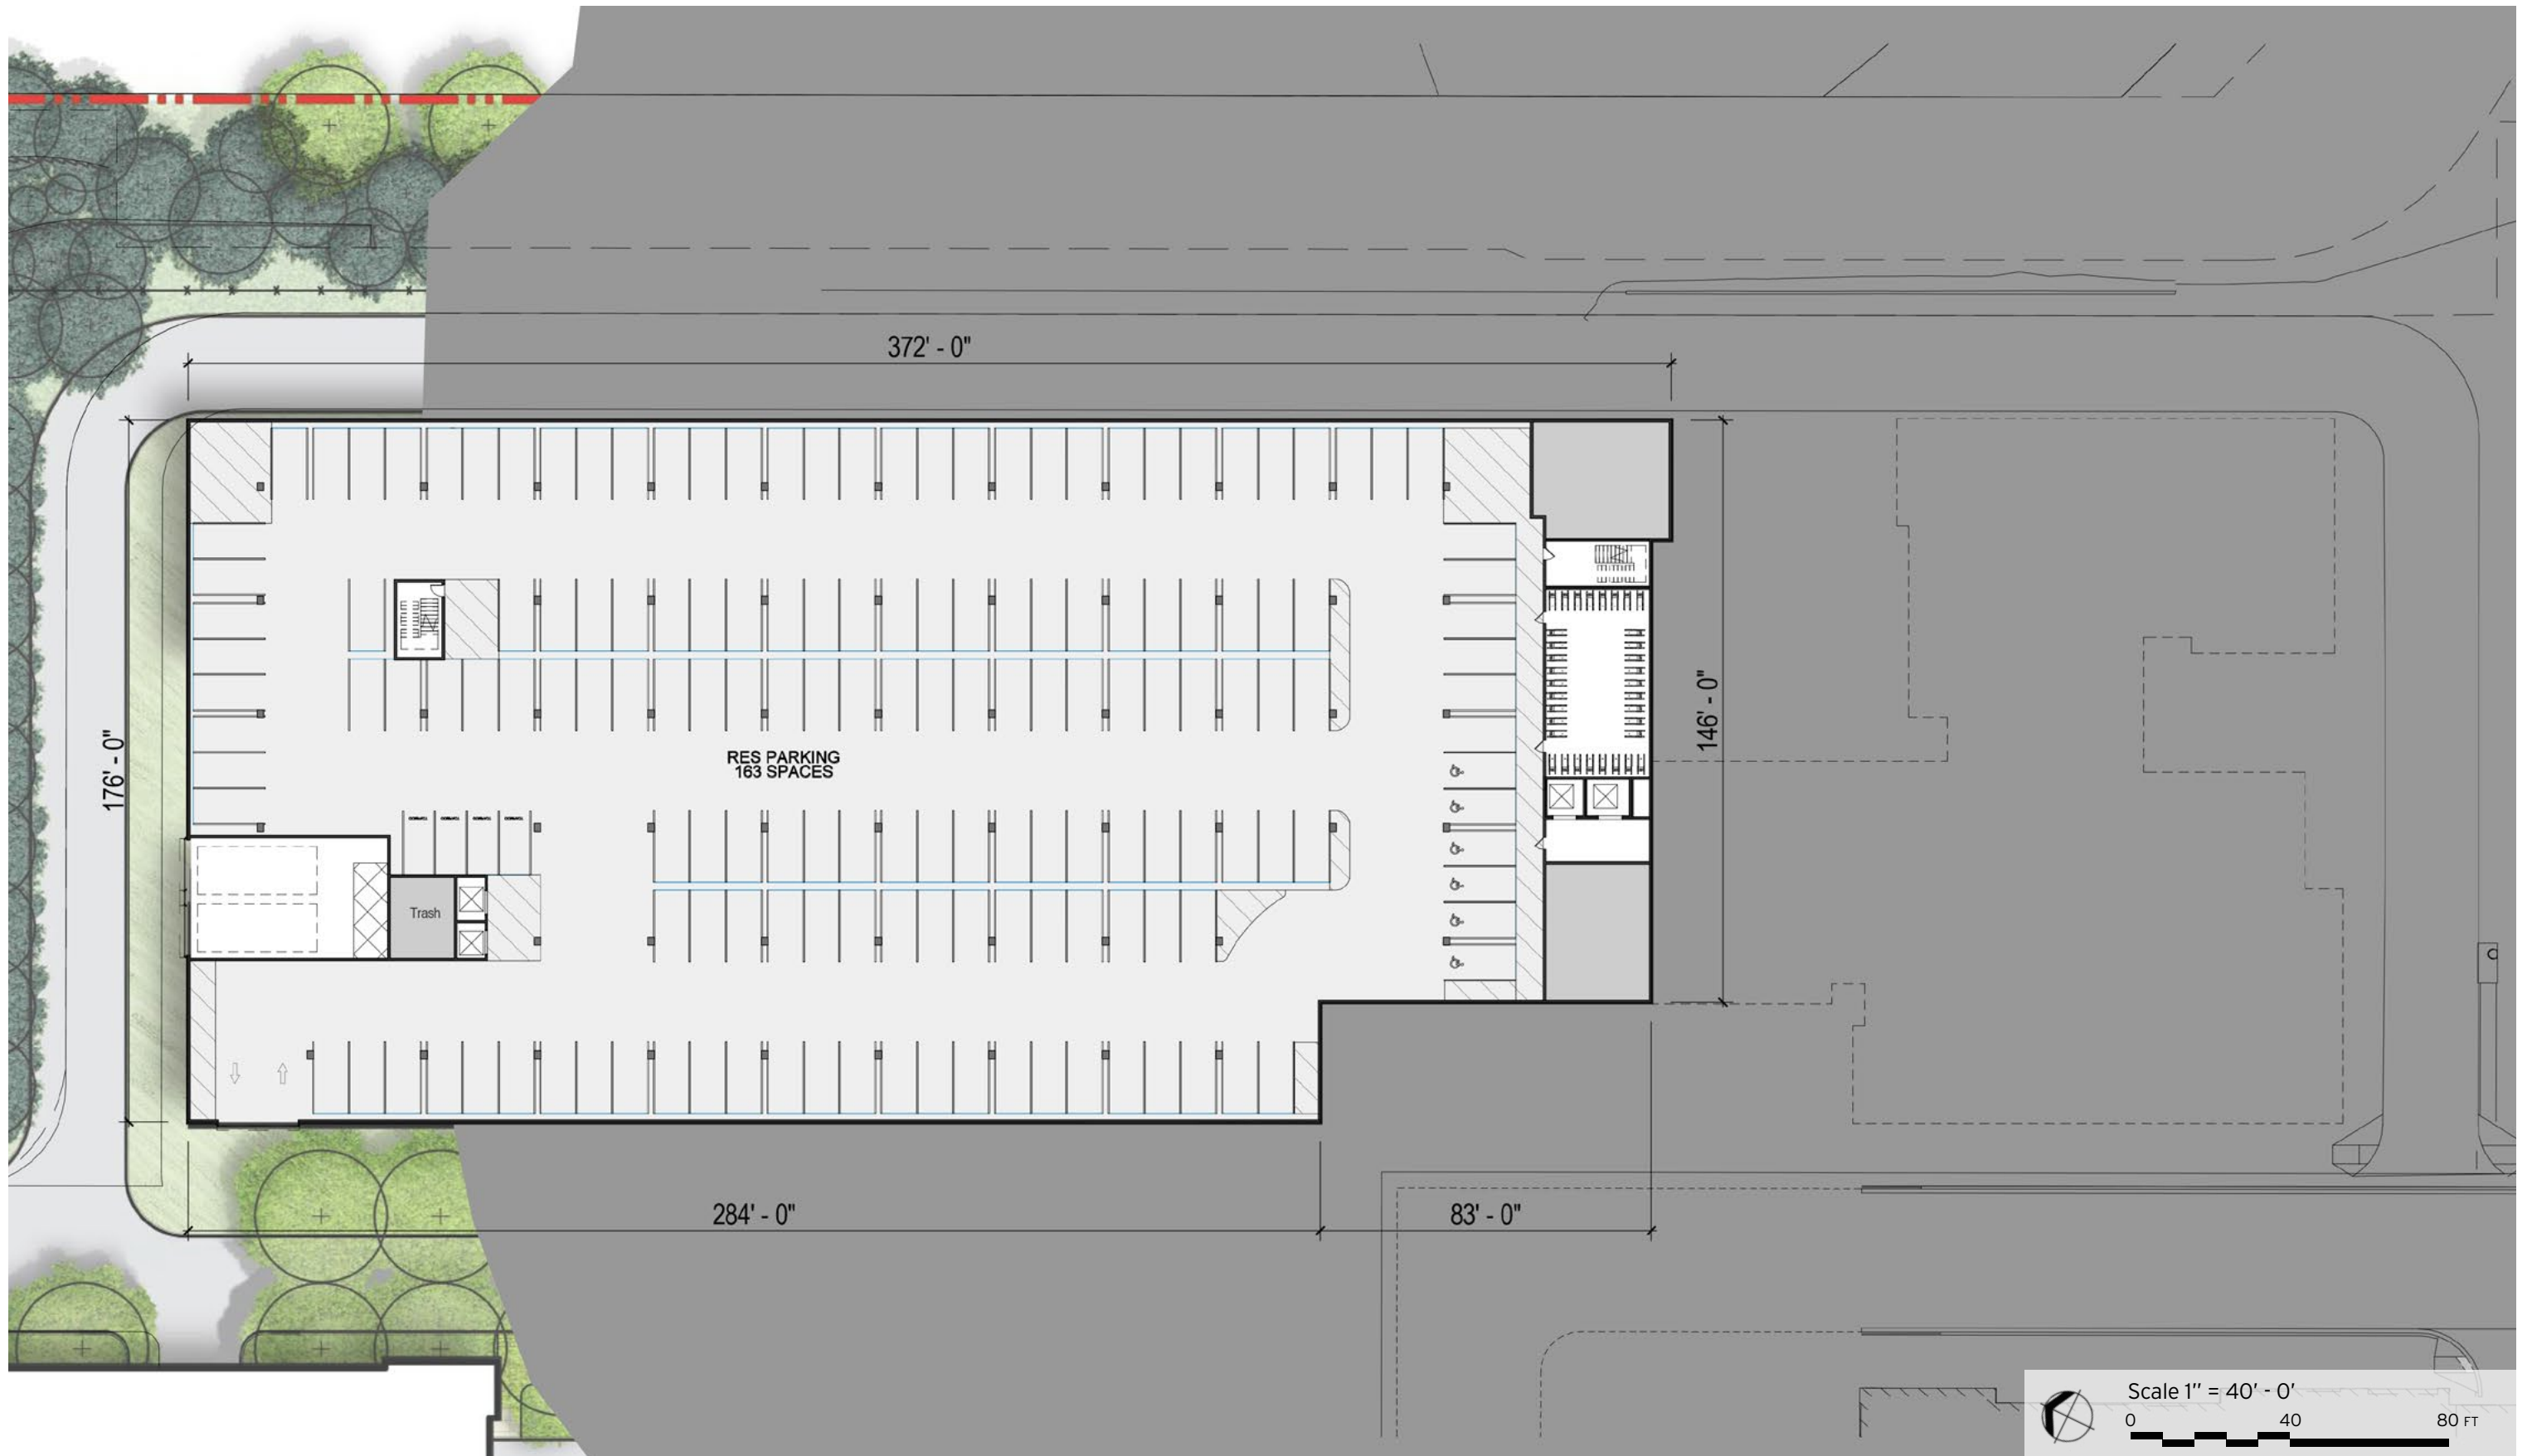 372' - 0"
176' - 0"
146' - 0"
RES PARKING
163 SPACES
Trash
284' - 0"
83' - 0"
Scale 1" = 40' - 0'
0 40 80 FT